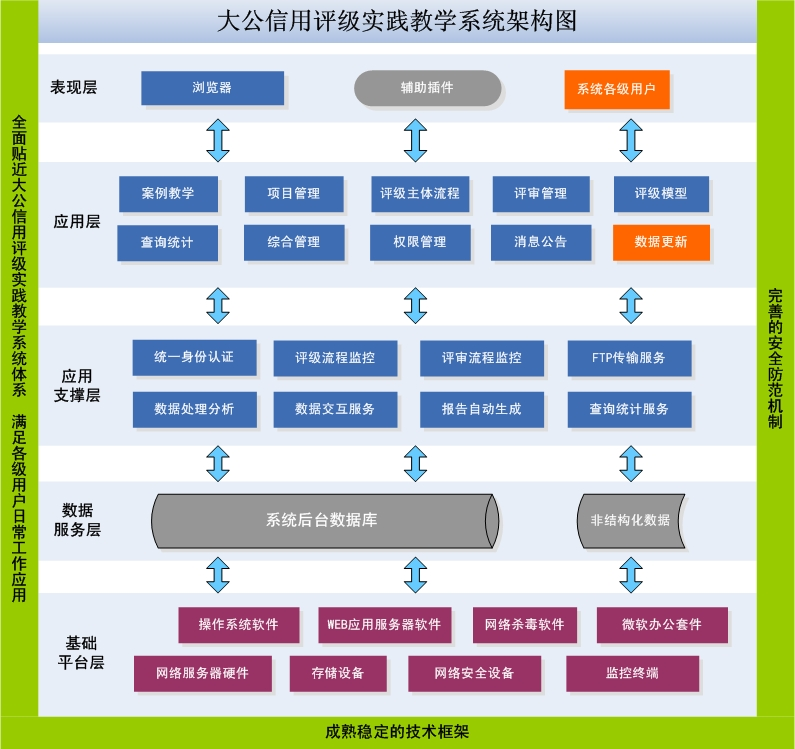 大公信用评级实践教学系统架构图
全面贴近大公信用评级实践教学系统体系 满足各级用户日常工作应用
表现层
浏览器
辅助插件
系统各级用户
应用层
案例教学
项目管理
评级主体流程
评审管理
评级模型
查询统计
综合管理
权限管理
消息公告
数据更新
应用
支撑层
统一身份认证
评级流程监控
评审流程监控
FTP传输服务
数据处理分析
数据交互服务
报告自动生成
查询统计服务
数据
服务层
系统后台数据库
非结构化数据
基础
平台层
操作系统软件
WEB应用服务器软件
网络杀毒软件
微软办公套件
网络服务器硬件
存储设备
网络安全设备
监控终端
完善的安全防范机制
成熟稳定的技术框架